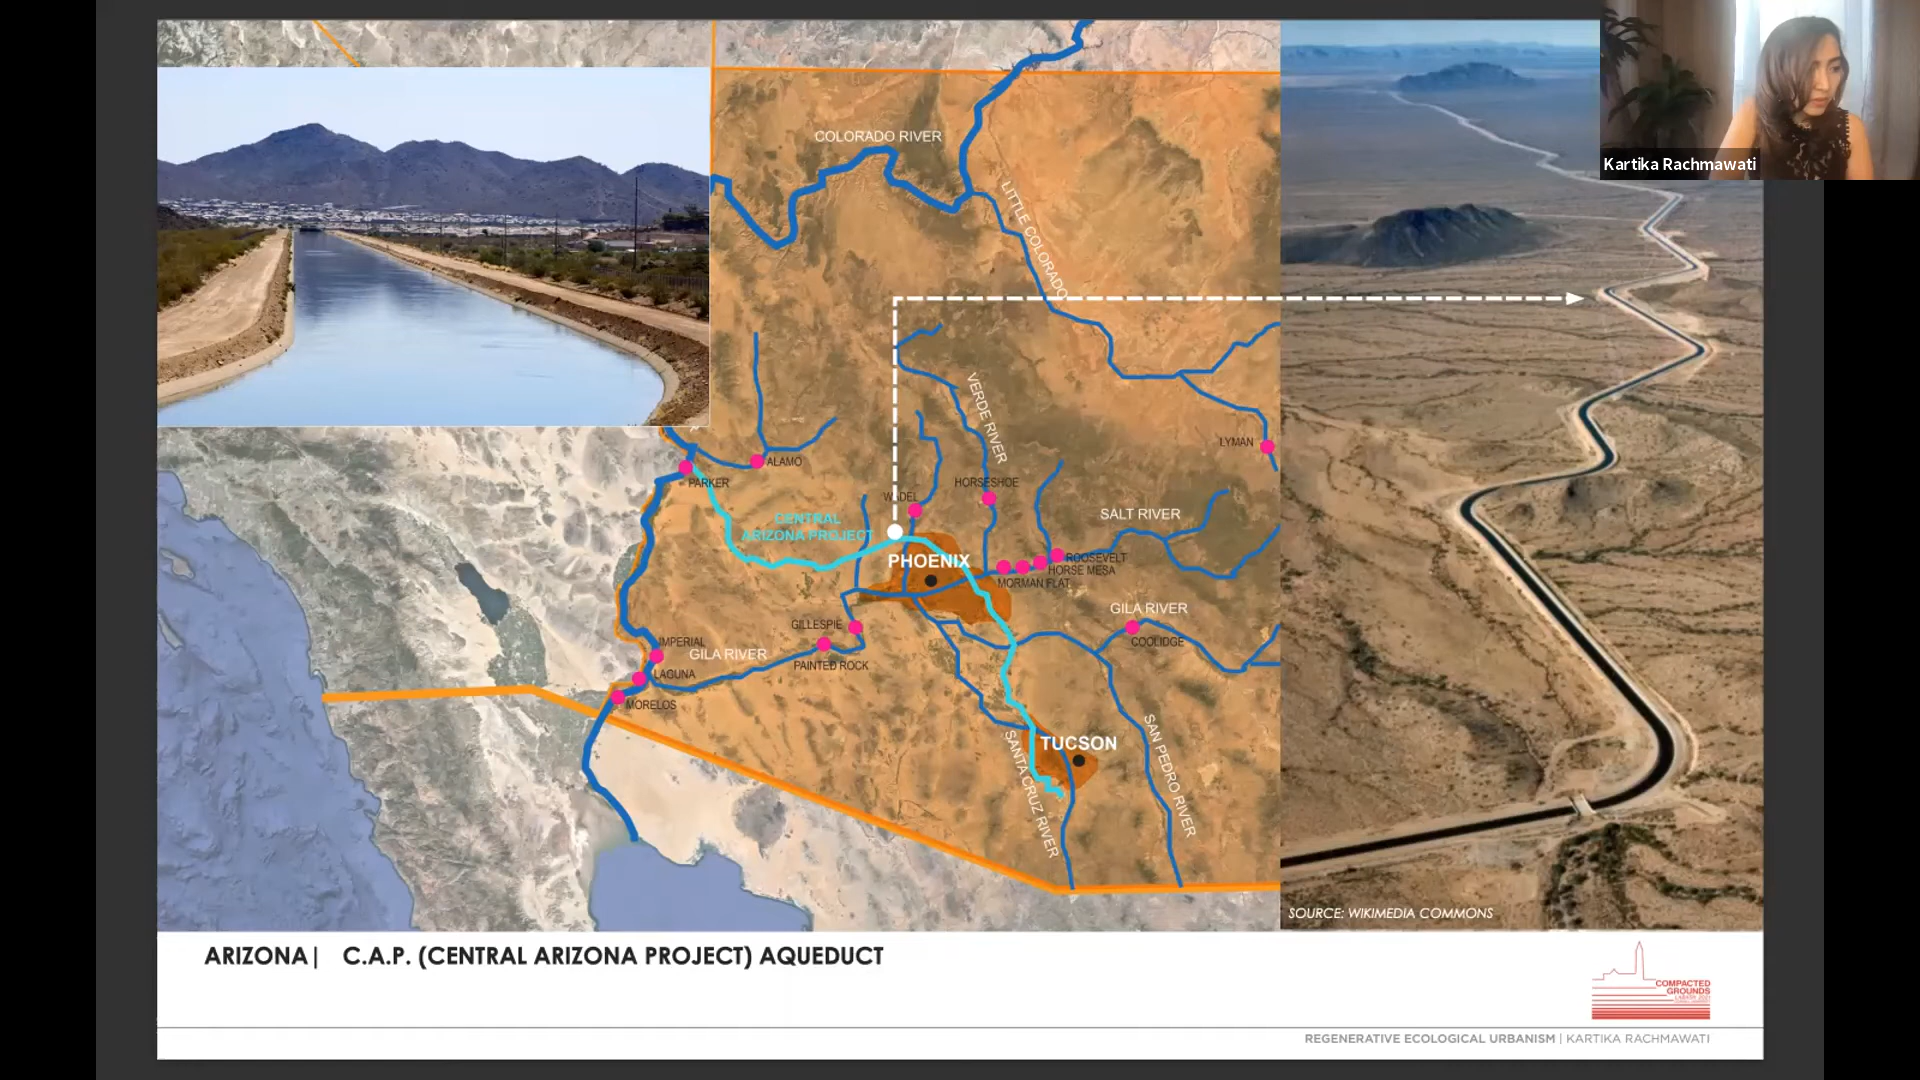 Kartika Rachmawati
COLORADO RIVER
LITTLE COLORADO
VERDE RIVER
LYMAN
ALAMO
PARKER
HORSESHOE
CENTRAL
ARIZONA PROJECT
SALT RIVER
PHOENIX
ROOSEVELT
HORSE MESA
MORMAN FLAT
GILA RIVER
COOLIDGE
GILLESPIE
PAINTED ROCK
IMPERIAL
GILA RIVER
LAGUNA
MORELOS
TUCSON
SANTA CRUZ RIVER
SAN PEDRO RIVER
SOURCE: WIKIMEDIA COMMONS
ARIZONA| C.A.P. (CENTRAL ARIZONA PROJECT) AQUEDUCT
COMPACTED
GROUNDS
REGENERATIVE ECOLOGICAL URBANISM | KARTIKA RACHMAWATI